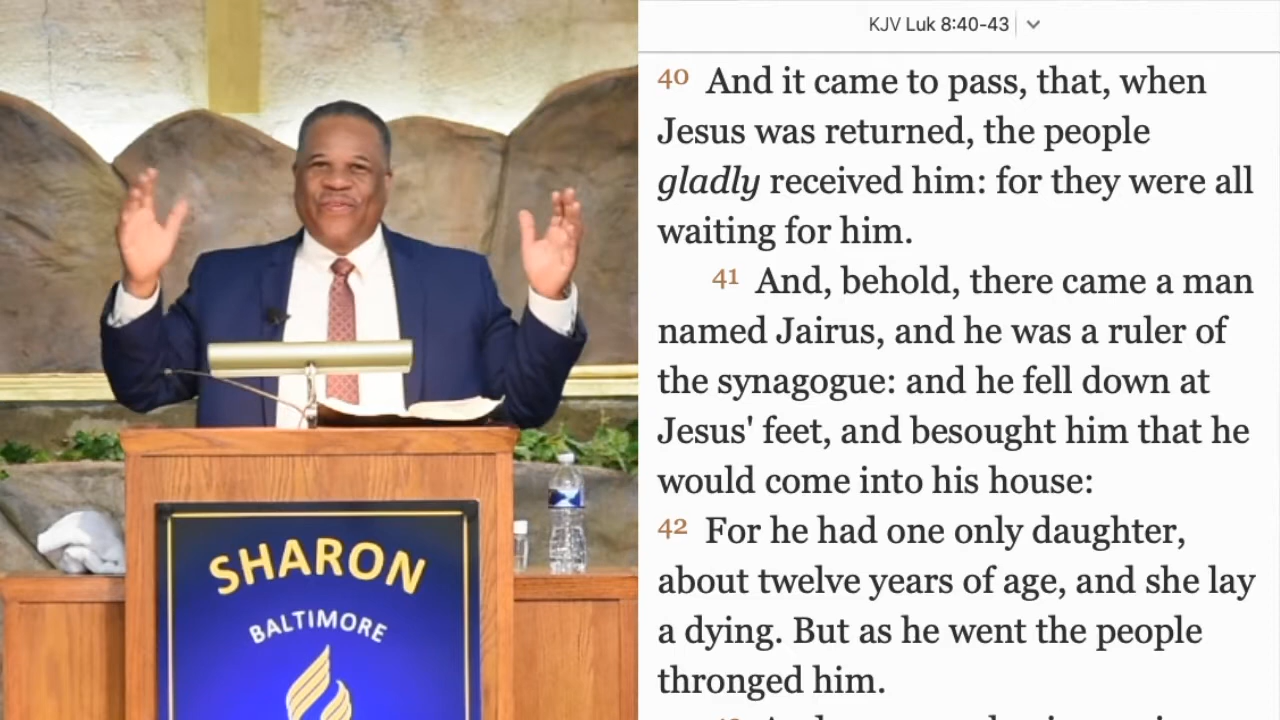 SHARON
BALTIMORE
KJV Luk 8:40-43
40 And it came to pass, that, when
Jesus was returned, the people
gladly received him: for they were all
waiting for him.
41 And, behold, there came a man
named Jairus, and he was a ruler of
the synagogue: and he fell down at
Jesus' feet, and besought him that he
would come into his house:
42 For he had one only daughter,
about twelve years of age, and she lay
a dying. But as he went the people
thronged him.